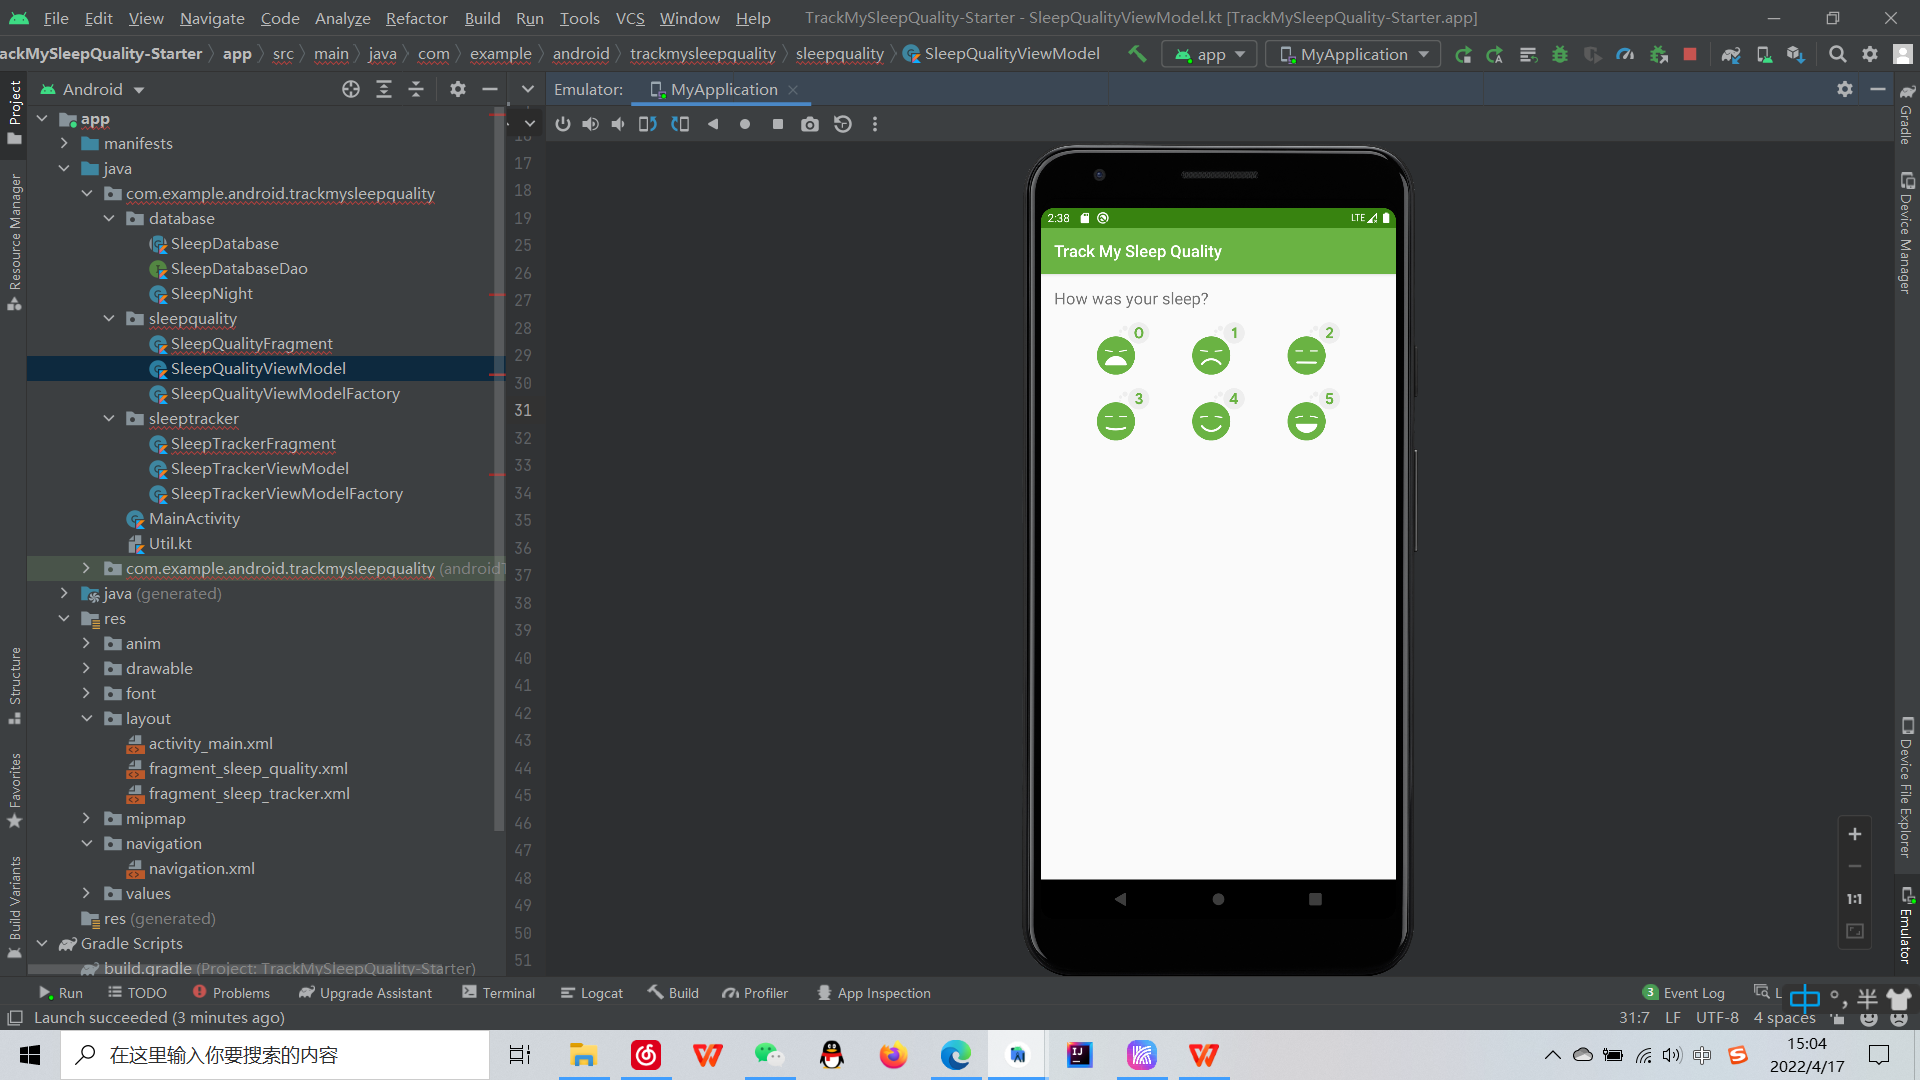 File Edit View Navigate Code Analyze Refactor Build Run Tools VCS Window Help TrackMySleepQuality-Starter - SleepQualityViewModel.kt [TrackMySleepQuality-Starter.app]
ackMySleepQuality-Starter app src main java com example android trackmysleepquality sleepquality SleepQualityViewModel app MyApplication
Project
Android
Emulator: MyApplication
app
manifests
java
com.example.android.trackmysleepquality
database
SleepDatabase
SleepDatabaseDao
SleepNight
sleepquality
SleepQualityFragment
SleepQualityViewModel
SleepQualityViewModelFactory
sleeptracker
SleepTrackerFragment
SleepTrackerViewModel
SleepTrackerViewModelFactory
MainActivity
Util.kt
com.example.android.trackmysleepquality (android
java (generated)
res
anim
drawable
font
layout
activity_main.xml
fragment_sleep_quality.xml
fragment_sleep_tracker.xml
mipmap
navigation
navigation.xml
values
res (generated)
Gradle Scripts
build.gradle (Project: TrackMySleepQuality-Starter)
Resource Manager
Structure
Favorites
Build Variants
17
18
19
25
26
27
28
29
30
31
32
33
34
35
36
37
38
39
40
41
42
43
44
45
46
47
48
49
50
51
2:38 LTE
Track My Sleep Quality
How was your sleep?
0 1 2
3 4 5
1:1
Gradle
Device Manager
Device File Explorer
Emulator
Run TODO Problems Upgrade Assistant Terminal Logcat Build Profiler App Inspection 3 Event Log L
中 °, 半
Launch succeeded (3 minutes ago) 31:7 LF UTF-8 4 spaces
在这里输入你要搜索的内容
中
15:04
2022/4/17